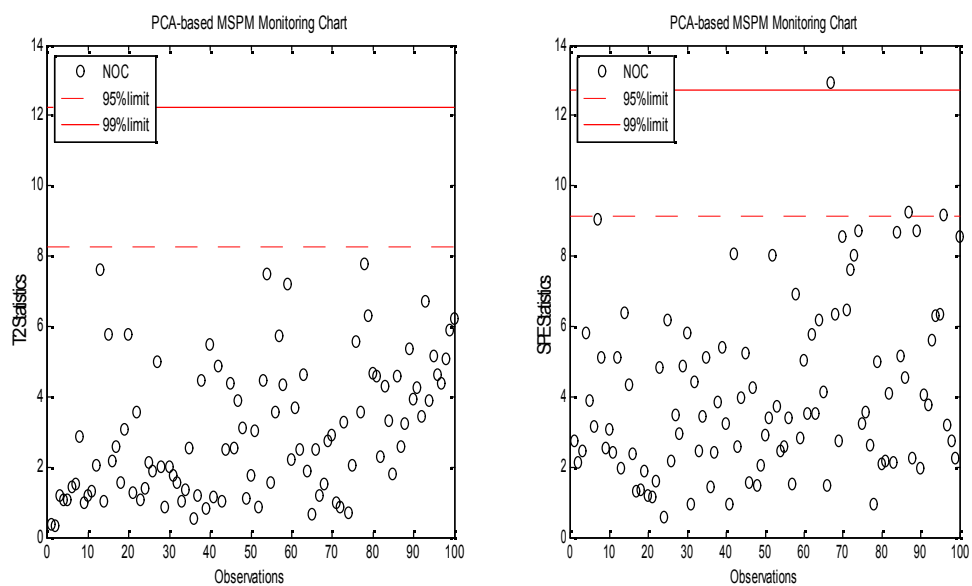 PCA-based MSPM Monitoring Chart
14
12
10
8
6
4
2
0
T2Statistics
NOC
95%limit
99%limit
0 10 20 30 40 50 60 70 80 90 100
Observations
PCA-based MSPM Monitoring Chart
14
12
10
8
6
4
2
0
SPEStatistics
NOC
95%limit
99%limit
0 10 20 30 40 50 60 70 80 90 100
Observations